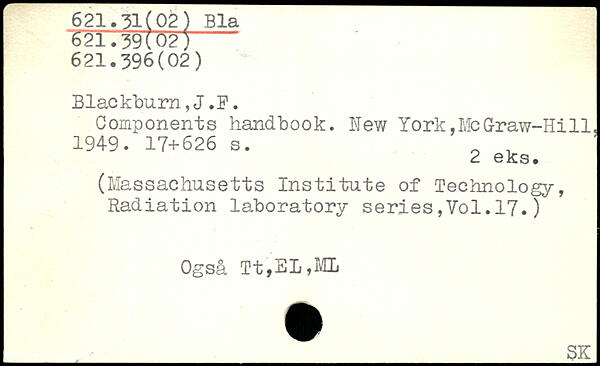 621.31(02) Bla
621.39(02)
621.396(02)
Blackburn,J.F.
Components handbook. New York,McGraw-Hill,
1949. 17+626 s.
2 eks.
(Massachusetts Institute of Technology,
Radiation laboratory series,Vol.17.)
Også Tt,EL,ML
SK